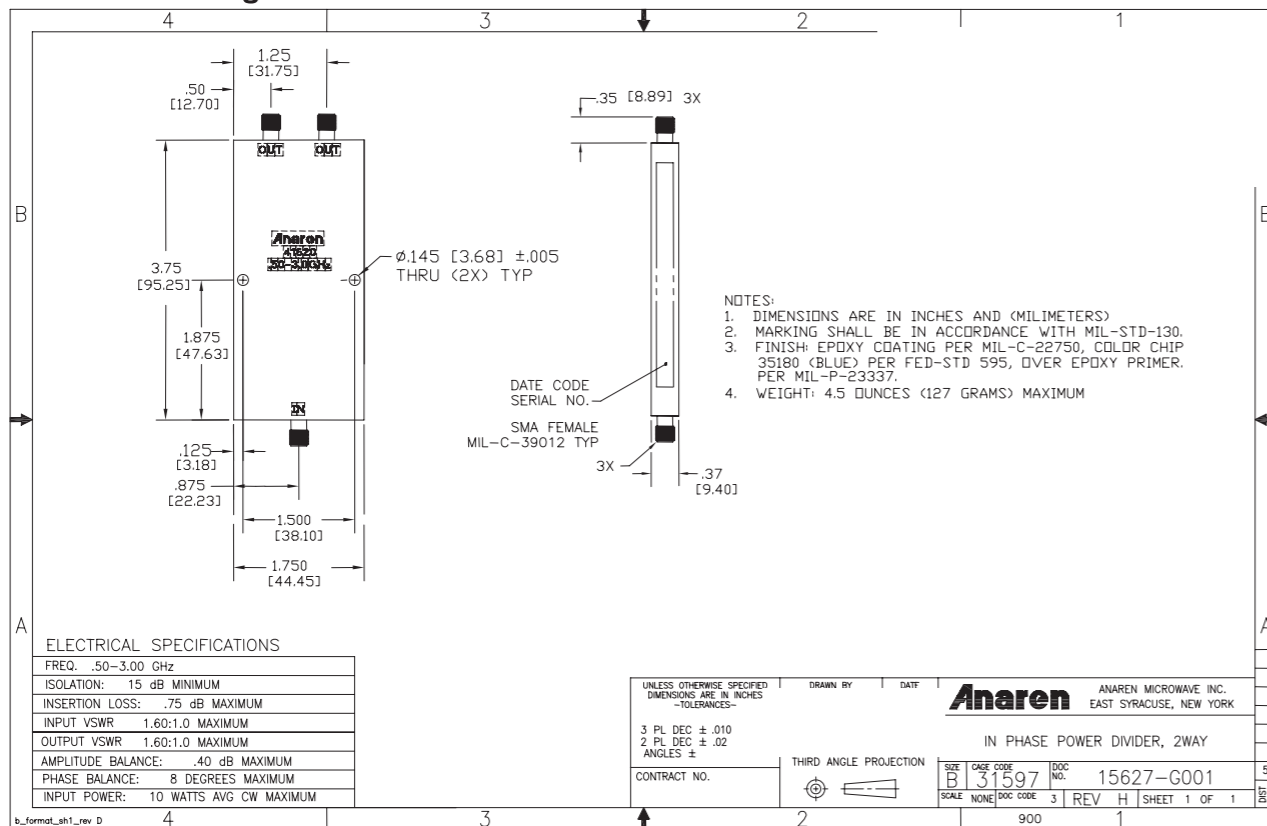 4 3 2 1
1.25
[31.75]
.50
[12.70]
.35 [8.89] 3X
OUT OUT
B
Anaren
41620
.50-3.0GHz
Ø.145 [3.68] ±.005
THRU (2X) TYP
3.75
[95.25]
1.875
[47.63]
IN
.125
[3.18]
.875
[22.23]
1.500
[38.10]
1.750
[44.45]
DATE CODE
SERIAL NO.
SMA FEMALE
MIL-C-39012 TYP
3X
.37
[9.40]
NOTES:
1. DIMENSIONS ARE IN INCHES AND (MILIMETERS)
2. MARKING SHALL BE IN ACCORDANCE WITH MIL-STD-130.
3. FINISH: EPOXY COATING PER MIL-C-22750, COLOR CHIP
35180 (BLUE) PER FED-STD 595, OVER EPOXY PRIMER.
PER MIL-P-23337.
4. WEIGHT: 4.5 OUNCES (127 GRAMS) MAXIMUM
A
ELECTRICAL SPECIFICATIONS
FREQ. .50-3.00 GHz
ISOLATION: 15 dB MINIMUM
INSERTION LOSS: .75 dB MAXIMUM
INPUT VSWR 1.60:1.0 MAXIMUM
OUTPUT VSWR 1.60:1.0 MAXIMUM
AMPLITUDE BALANCE: .40 dB MAXIMUM
PHASE BALANCE: 8 DEGREES MAXIMUM
INPUT POWER: 10 WATTS AVG CW MAXIMUM
UNLESS OTHERWISE SPECIFIED
DIMENSIONS ARE IN INCHES
-TOLERANCES-
3 PL DEC ± .010
2 PL DEC ± .02
ANGLES ±
CONTRACT NO.
DRAWN BY DATE
THIRD ANGLE PROJECTION
Anaren
ANAREN MICROWAVE INC.
EAST SYRACUSE, NEW YORK
IN PHASE POWER DIVIDER, 2WAY
SIZE B CAGE CODE 31597 DOC NO. 15627-G001
SCALE NONE DOC CODE 3 REV H SHEET 1 OF 1
DIST
b_format_sh1_rev D
4 3 900 1